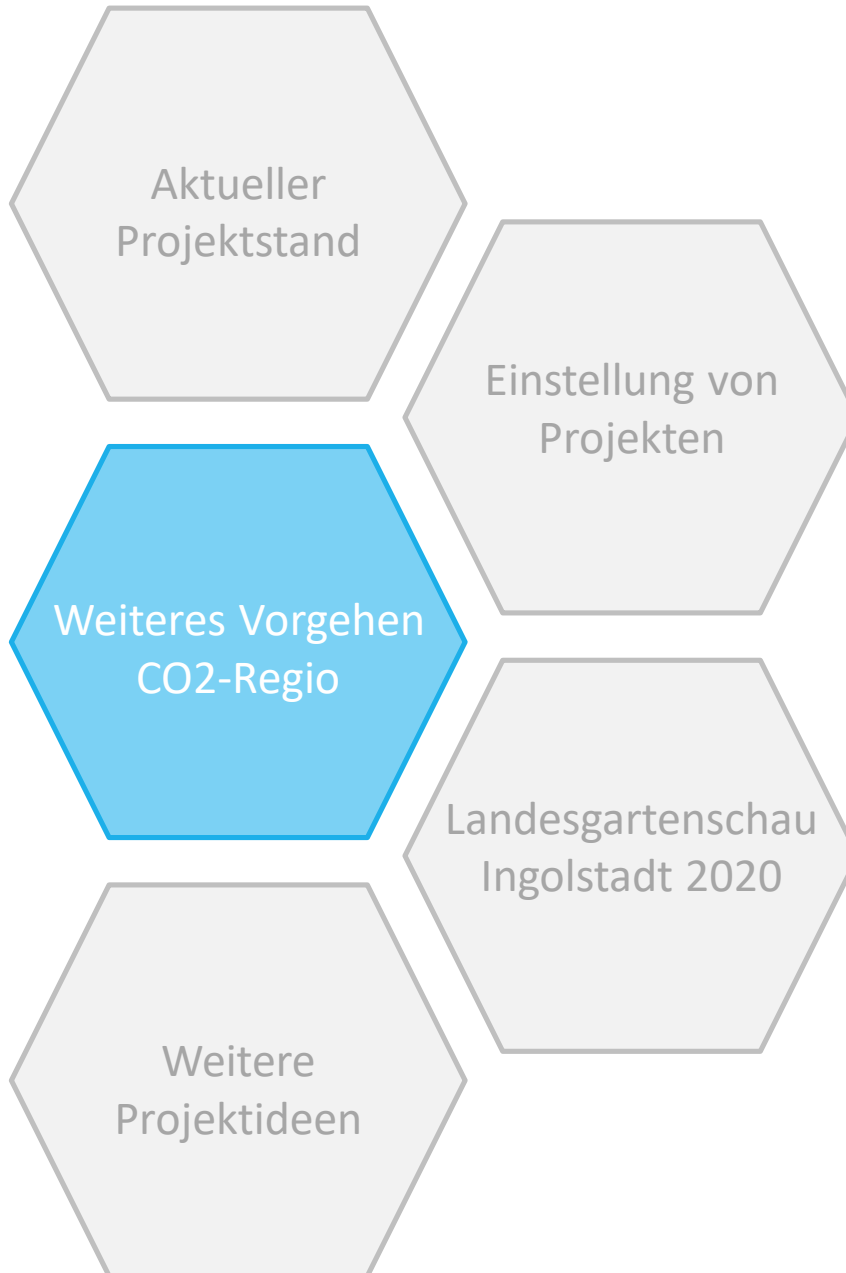 Aktueller
Projektstand
Einstellung von
Projekten
Weiteres Vorgehen
CO2-Regio
Landesgartenschau
Ingolstadt 2020
Weitere
Projektideen